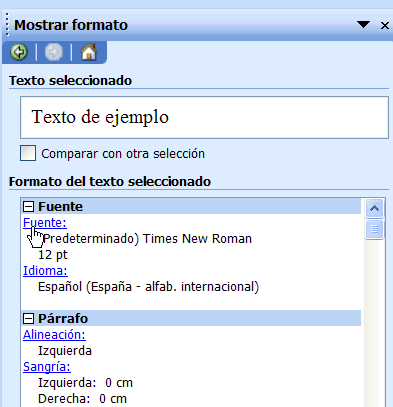 Mostrar formato
Texto seleccionado
Texto de ejemplo
Comparar con otra selección
Formato del texto seleccionado
Fuente
Fuente:
(Predeterminado) Times New Roman
12 pt
Idioma:
Español (España - alfab. internacional)
Párrafo
Alineación:
Izquierda
Sangría:
Izquierda: 0 cm
Derecha: 0 cm